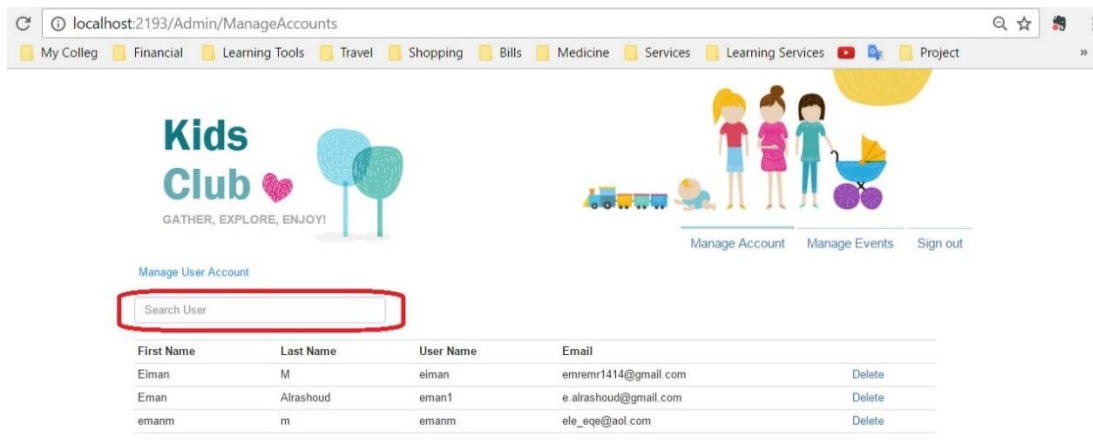 localhost:2193/Admin/ManageAccounts
My Colleg Financial Learning Tools Travel Shopping Bills Medicine Services Learning Services Project »
Kids
Club
GATHER, EXPLORE, ENJOY!
Manage Account Manage Events Sign out
Manage User Account
Search User
First Name Last Name User Name Email
Eiman M eiman emremr1414@gmail.com Delete
Eman Alrashoud eman1 e.alrashoud@gmail.com Delete
emanm m emanm ele_eqe@aol.com Delete